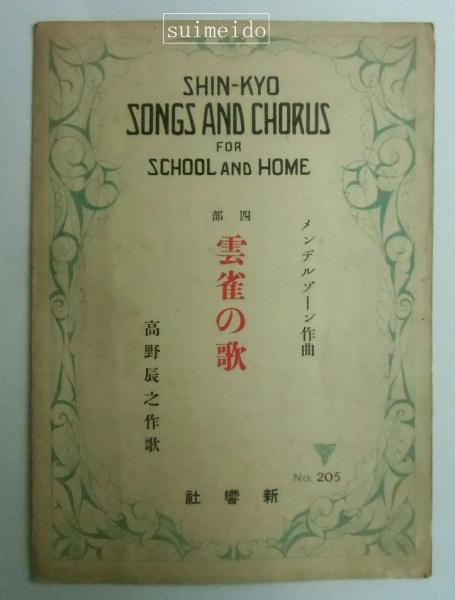 suimeido
SHIN-KYO
SONGS AND CHORUS
FOR
SCHOOL AND HOME
四部
メンデルゾーン作曲
雲雀の歌
高野辰之作歌
No. 205
新響社